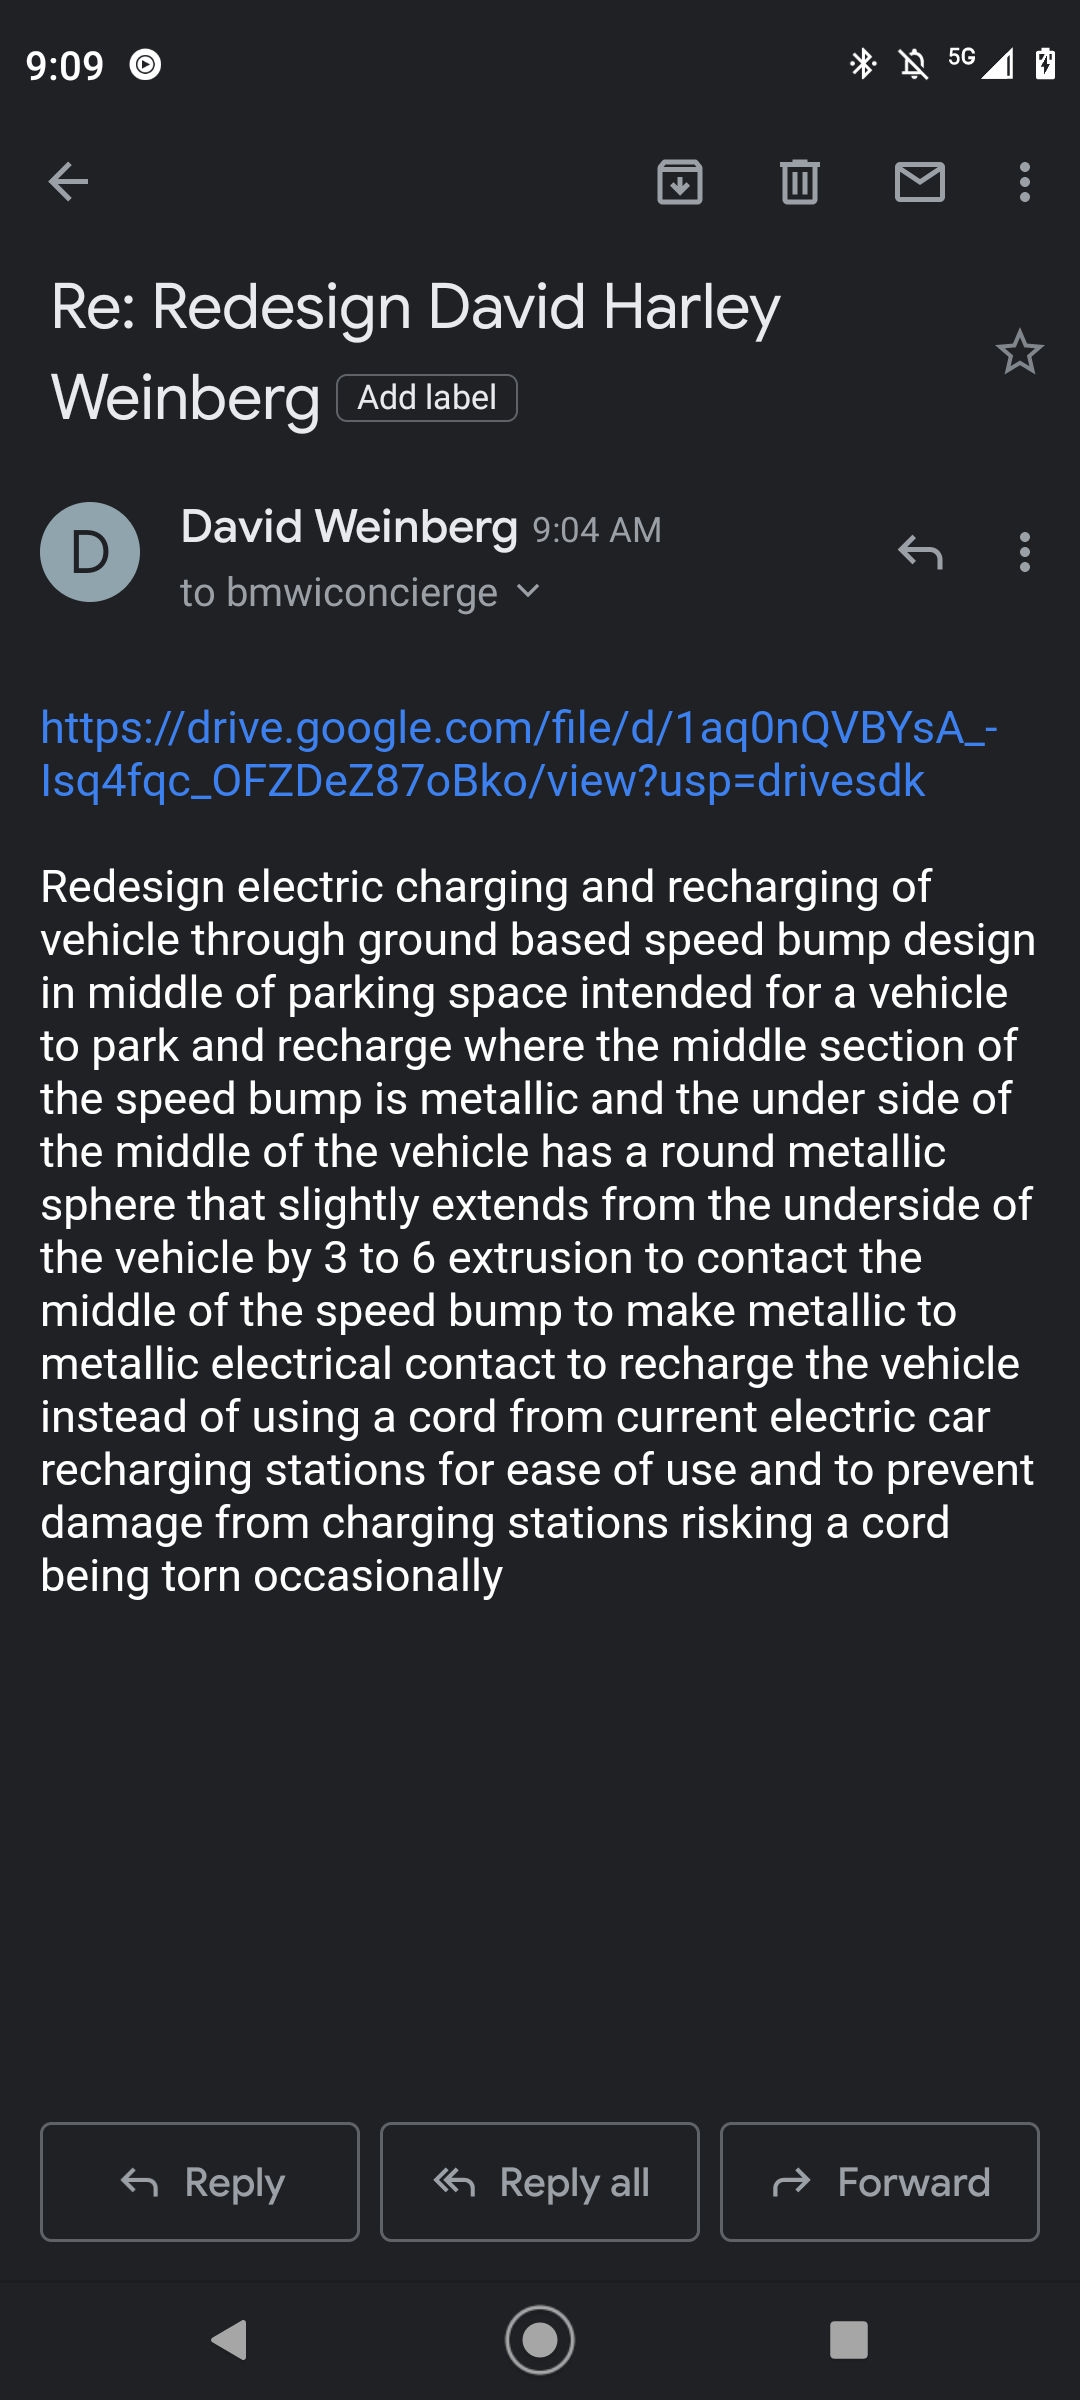 9:09
5G
Re: Redesign David Harley
Weinberg Add label
D
David Weinberg 9:04 AM
to bmwiconcierge
https://drive.google.com/file/d/1aq0nQVBYsA_-
Isq4fqc_OFZDeZ87oBko/view?usp=drivesdk
Redesign electric charging and recharging of
vehicle through ground based speed bump design
in middle of parking space intended for a vehicle
to park and recharge where the middle section of
the speed bump is metallic and the under side of
the middle of the vehicle has a round metallic
sphere that slightly extends from the underside of
the vehicle by 3 to 6 extrusion to contact the
middle of the speed bump to make metallic to
metallic electrical contact to recharge the vehicle
instead of using a cord from current electric car
recharging stations for ease of use and to prevent
damage from charging stations risking a cord
being torn occasionally
Reply Reply all Forward